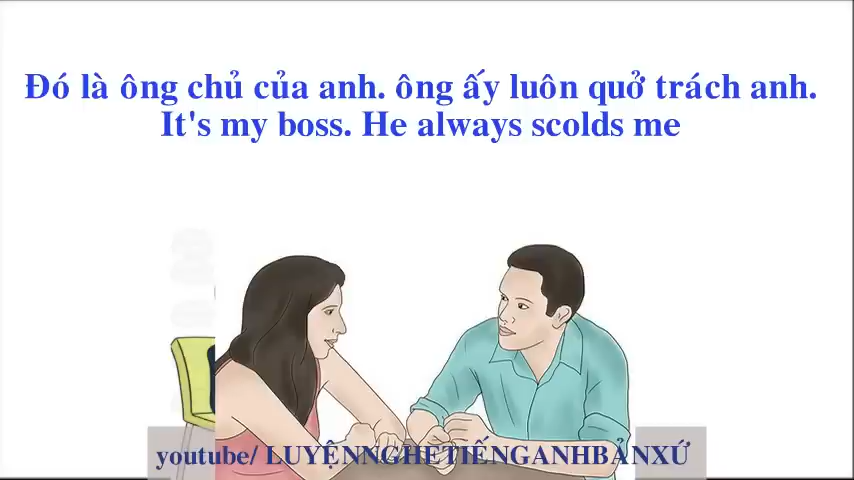 Đó là ông chủ của anh. ông ấy luôn quở trách anh.
It's my boss. He always scolds me
youtube/ LUYỆNNGHETIẾNGANHBẢNXỨ